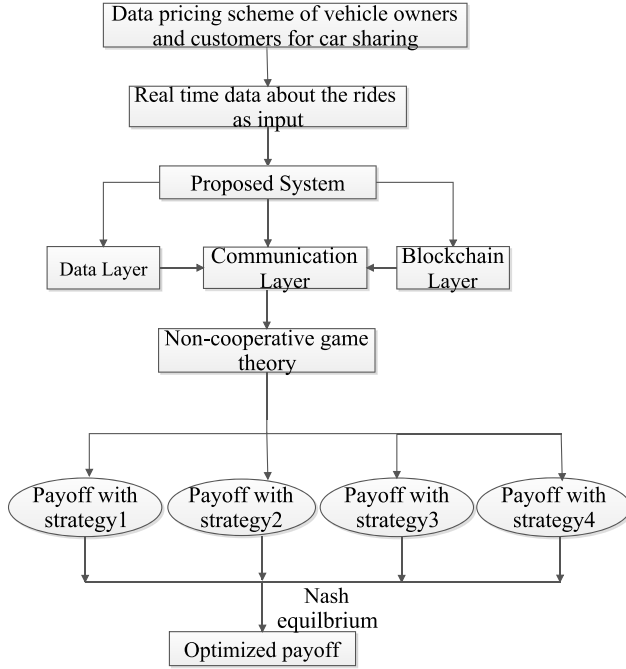 Data pricing scheme of vehicle owners
and customers for car sharing
Real time data about the rides
as input
Proposed System
Data Layer
Communication
Layer
Blockchain
Layer
Non-cooperative game
theory
Payoff with
strategy1
Payoff with
strategy2
Payoff with
strategy3
Payoff with
strategy4
Nash
equilbrium
Optimized payoff